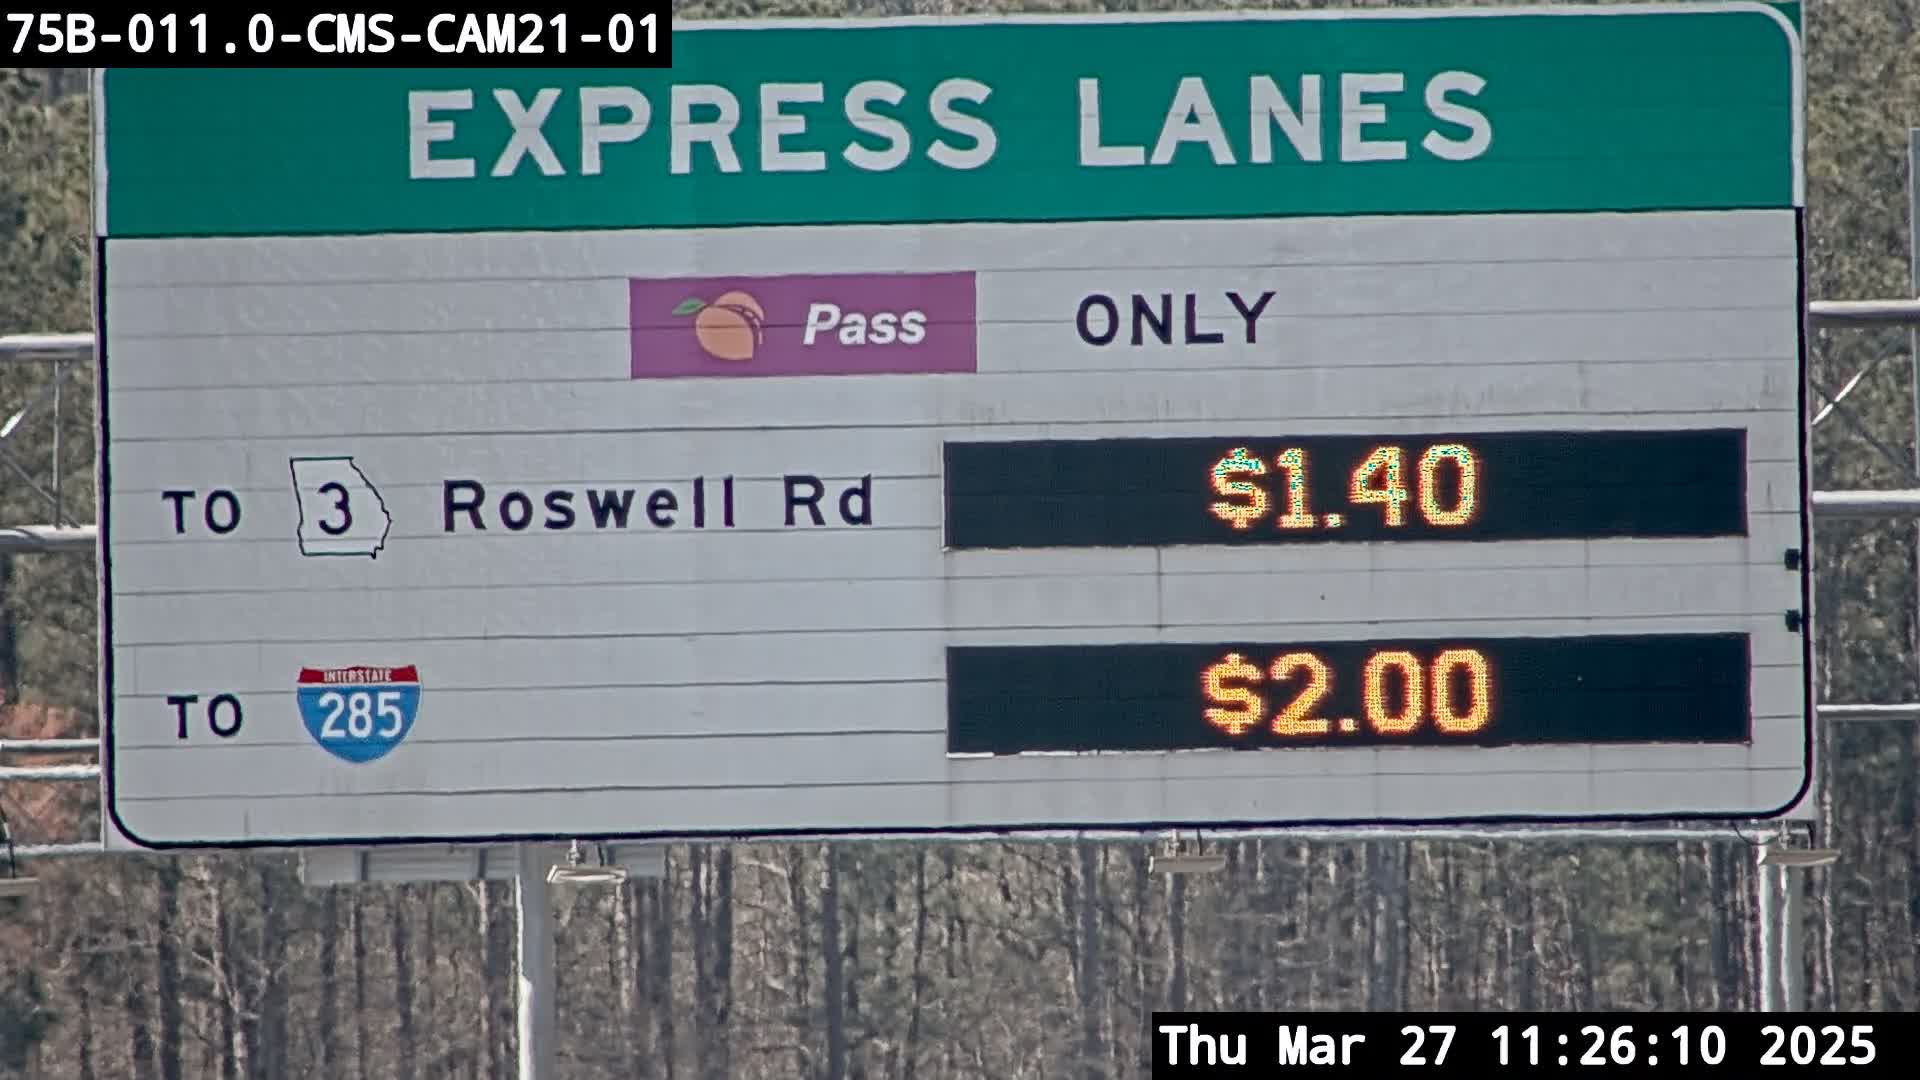 75B-011.0-CMS-CAM21-01
EXPRESS LANES
Pass ONLY
TO 3 Roswell Rd $1.40
INTERSTATE
TO 285 $2.00
Thu Mar 27 11:26:10 2025